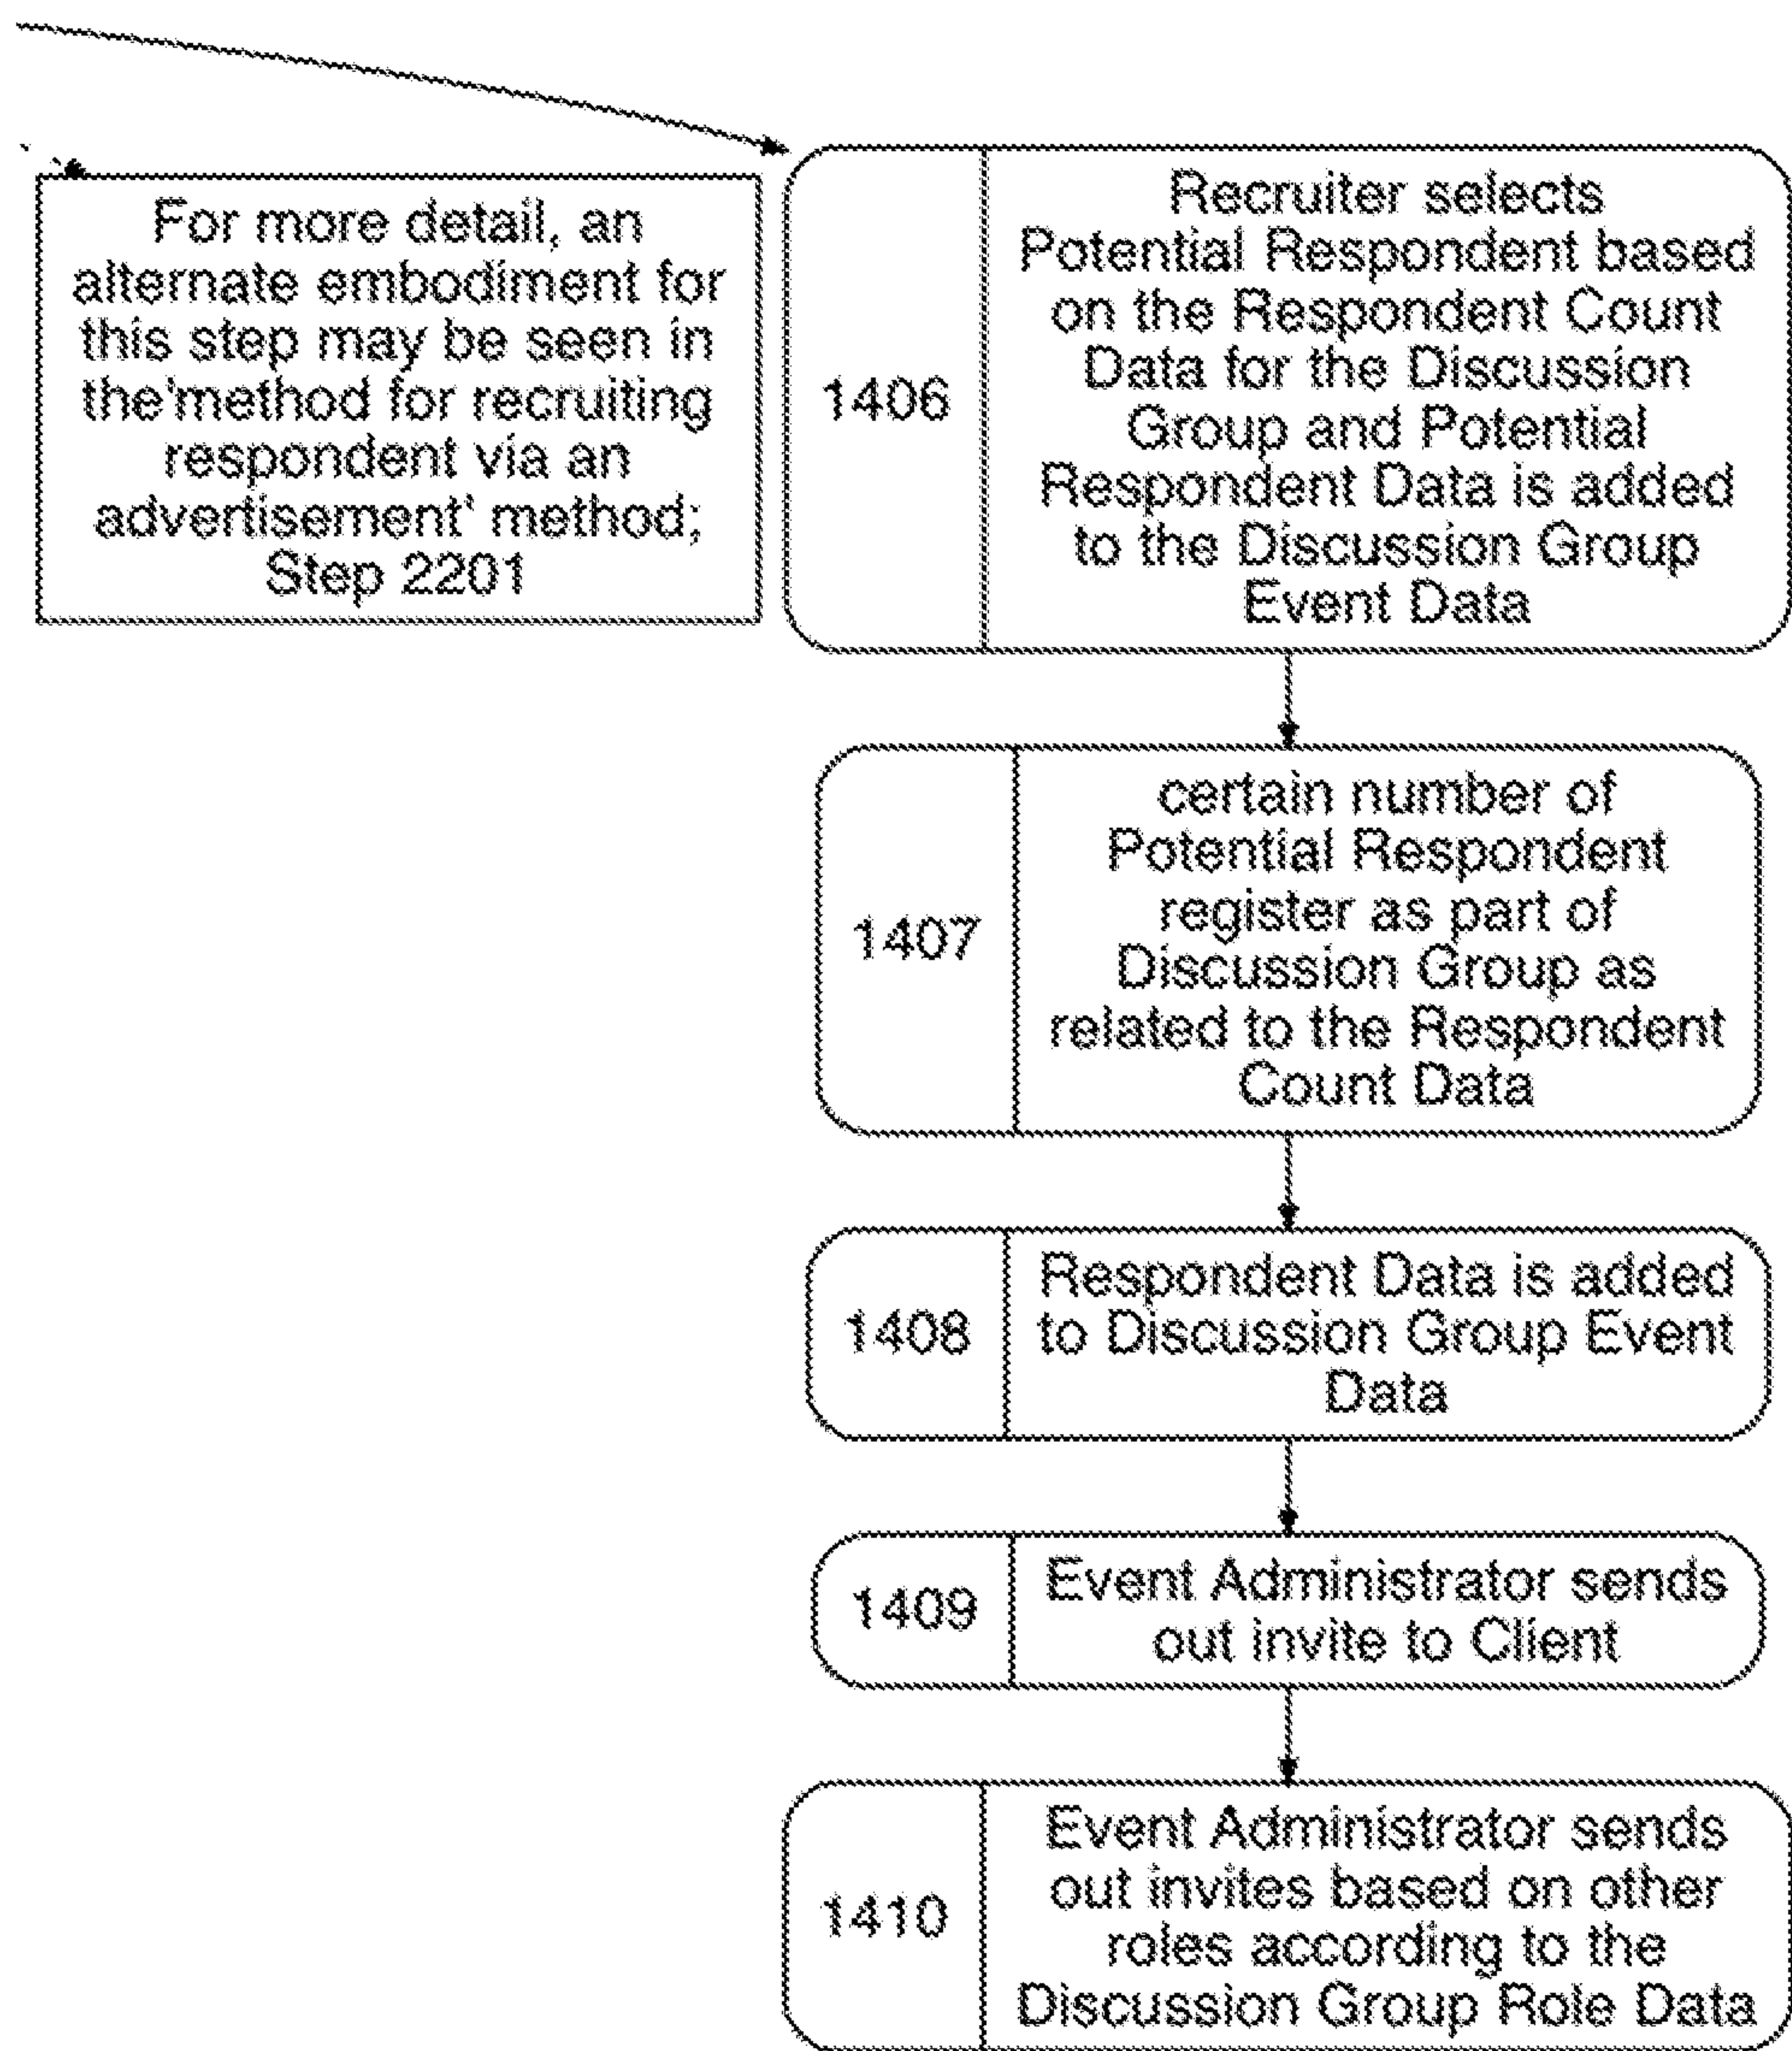 For more detail, an
alternate embodiment for
this step may be seen in
the'method for recruiting
respondent via an
advertisement' method;
Step 2201
1406
Recruiter selects
Potential Respondent based
on the Respondent Count
Data for the Discussion
Group and Potential
Respondent Data is added
to the Discussion Group
Event Data
1407
certain number of
Potential Respondent
register as part of
Discussion Group as
related to the Respondent
Count Data
1408
Respondent Data is added
to Discussion Group Event
Data
1409
Event Administrator sends
out invite to Client
1410
Event Administrator sends
out invites based on other
roles according to the
Discussion Group Role Data